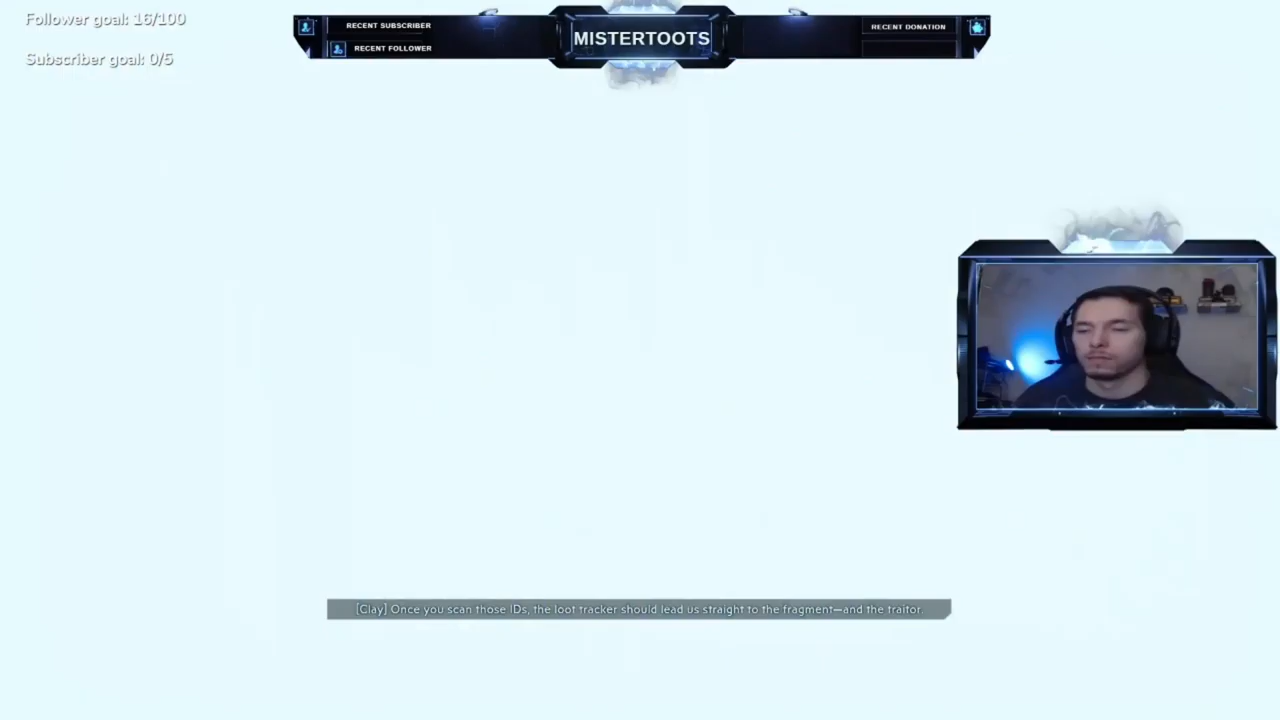 Follower goal: 16/100
Subscriber goal: 0/5
RECENT SUBSCRIBER
RECENT FOLLOWER
MISTERTOOTS
RECENT DONATION
[Clay] Once you scan those IDs, the loot tracker should lead us straight to the fragment—and the traitor.